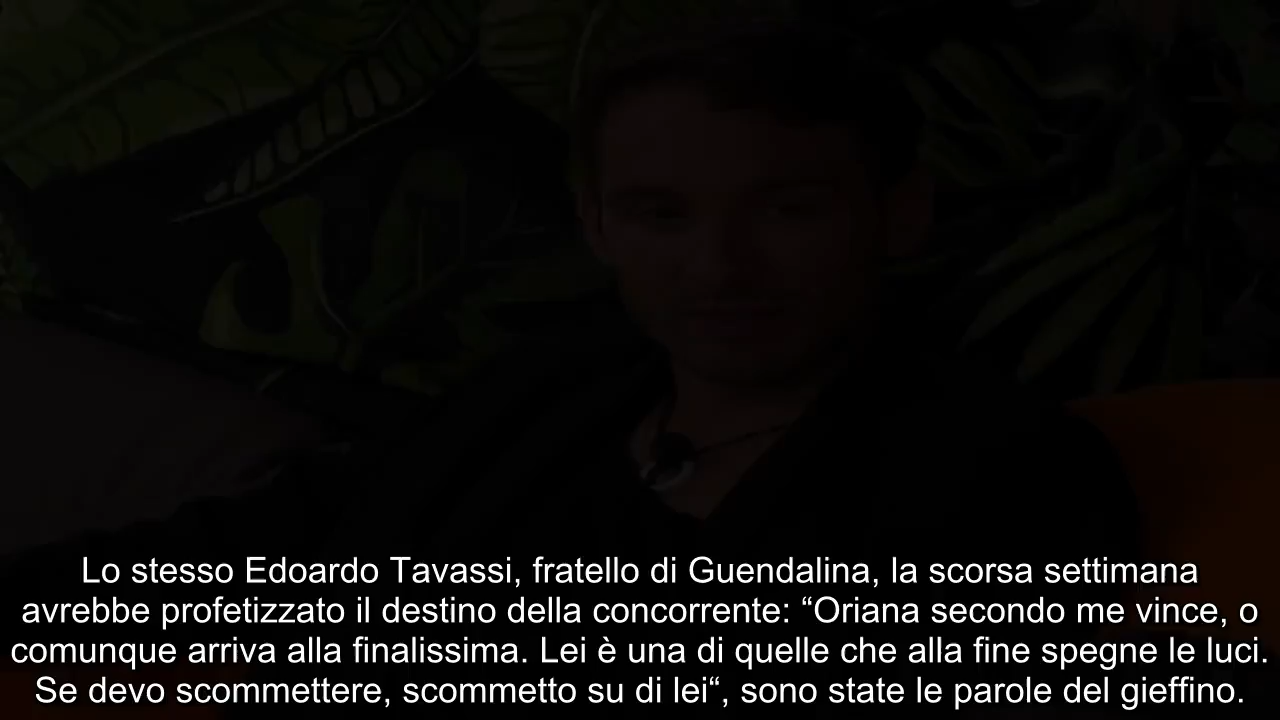 Lo stesso Edoardo Tavassi, fratello di Guendalina, la scorsa settimana
avrebbe profetizzato il destino della concorrente: “Oriana secondo me vince, o
comunque arriva alla finalissima. Lei è una di quelle che alla fine spegne le luci.
Se devo scommettere, scommetto su di lei“, sono state le parole del gieffino.